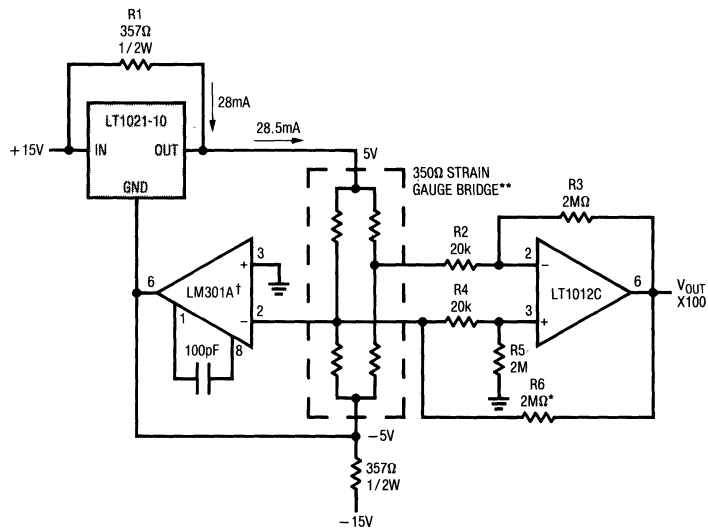 R1
357Ω
1/2W
28mA
LT1021-10
28.5mA
+15V
IN
OUT
5V
GND
350Ω STRAIN
GAUGE BRIDGE**
R3
2MΩ
R2
20k
6
+
3
LM301A†
−
2
2
−
LT1012C
6
VOUT
X100
R4
20k
3
+
1
8
100pF
R5
2M
R6
2MΩ*
−5V
357Ω
1/2W
−15V